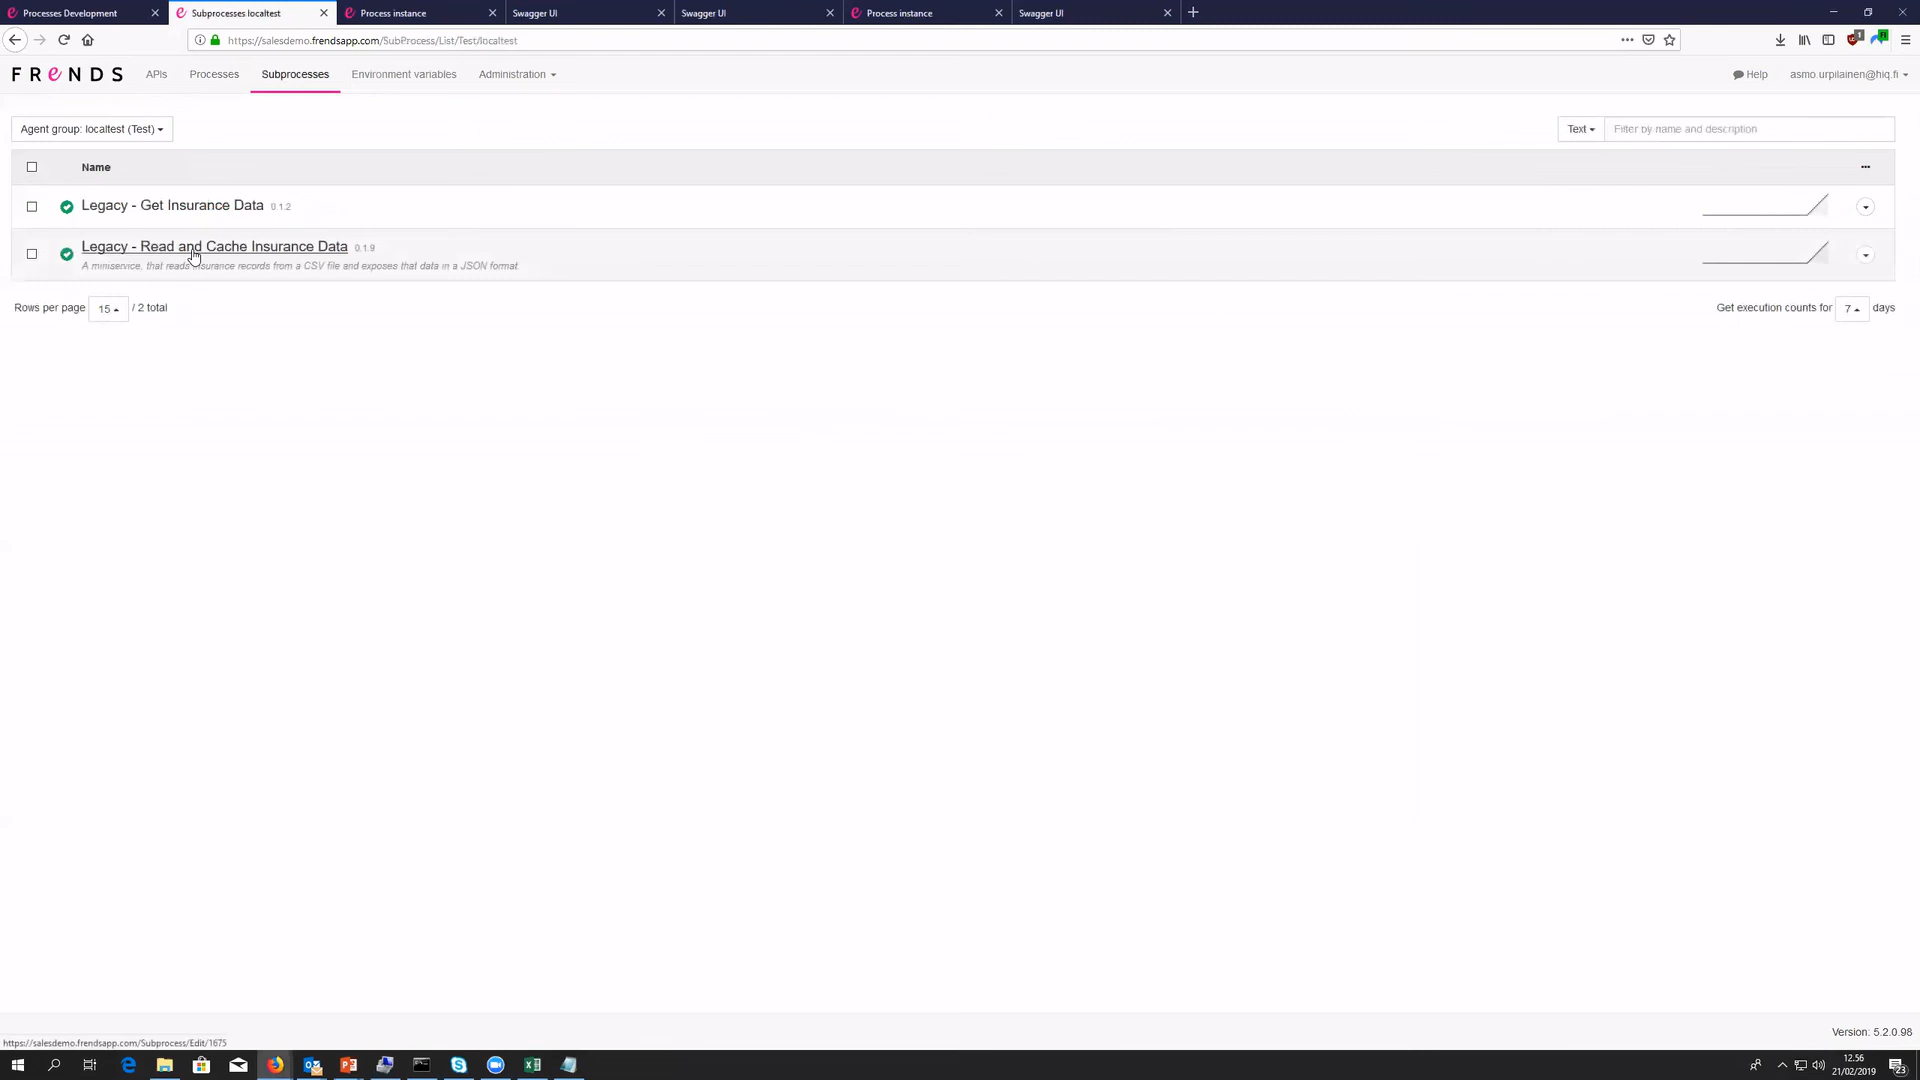 Processes Development
Subprocesses localtest
Process instance
Swagger UI
Swagger UI
Process instance
Swagger UI
https://salesdemo.frendsapp.com/SubProcess/List/Test/localtest
FReNDS
APIs
Processes
Subprocesses
Environment variables
Administration
Help
asmo.urpilainen@hiq.fi
Agent group: localtest (Test)
Text
Filter by name and description
Name
Legacy - Get Insurance Data 0.1.2
Legacy - Read and Cache Insurance Data 0.1.9
A miniservice, that reads insurance records from a CSV file and exposes that data in a JSON format
Rows per page 15 / 2 total
Get execution counts for 7 days
Version: 5.2.0.98
https://salesdemo.frendsapp.com/Subprocess/Edit/1675
12.56
21/02/2019
23